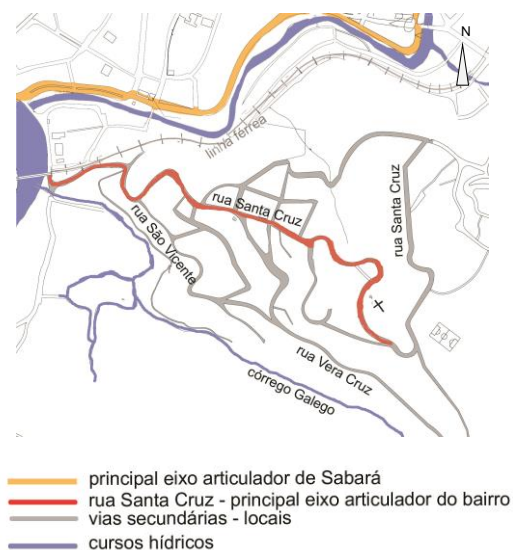 N
linha férrea
rua Santa Cruz
rua Santa Cruz
rua São Vicente
rua Vera Cruz
córrego Galego
principal eixo articulador de Sabará
rua Santa Cruz - principal eixo articulador do bairro
vias secundárias - locais
cursos hídricos